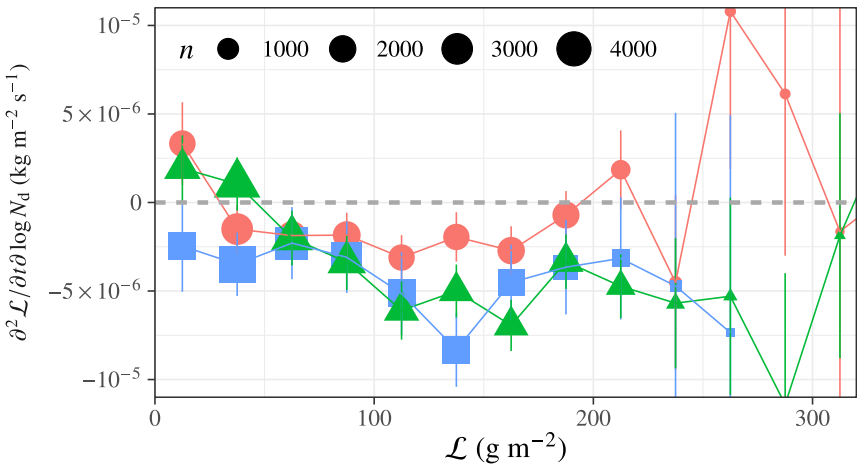 10⁻⁵
n 1000 2000 3000 4000
5 × 10⁻⁶
0
−5 × 10⁻⁶
−10⁻⁵
∂²ℒ/∂t∂ log N_d (kg m⁻² s⁻¹)
0 100 200 300
ℒ (g m⁻²)